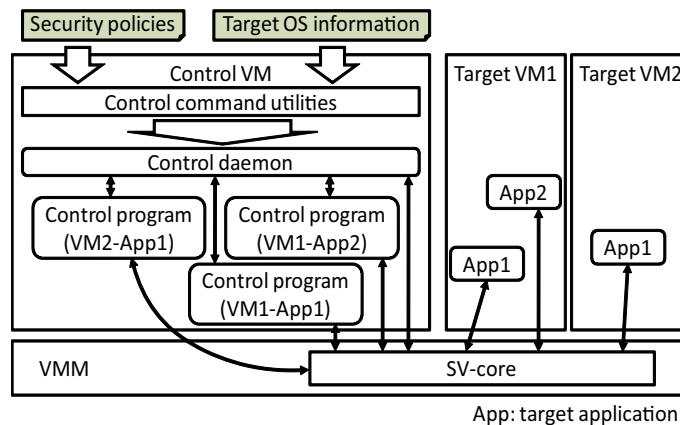 Security policies
Target OS information
Control VM
Target VM1
Target VM2
Control command utilities
Control daemon
App2
Control program
(VM2-App1)
Control program
(VM1-App2)
App1
App1
Control program
(VM1-App1)
VMM
SV-core
App: target application